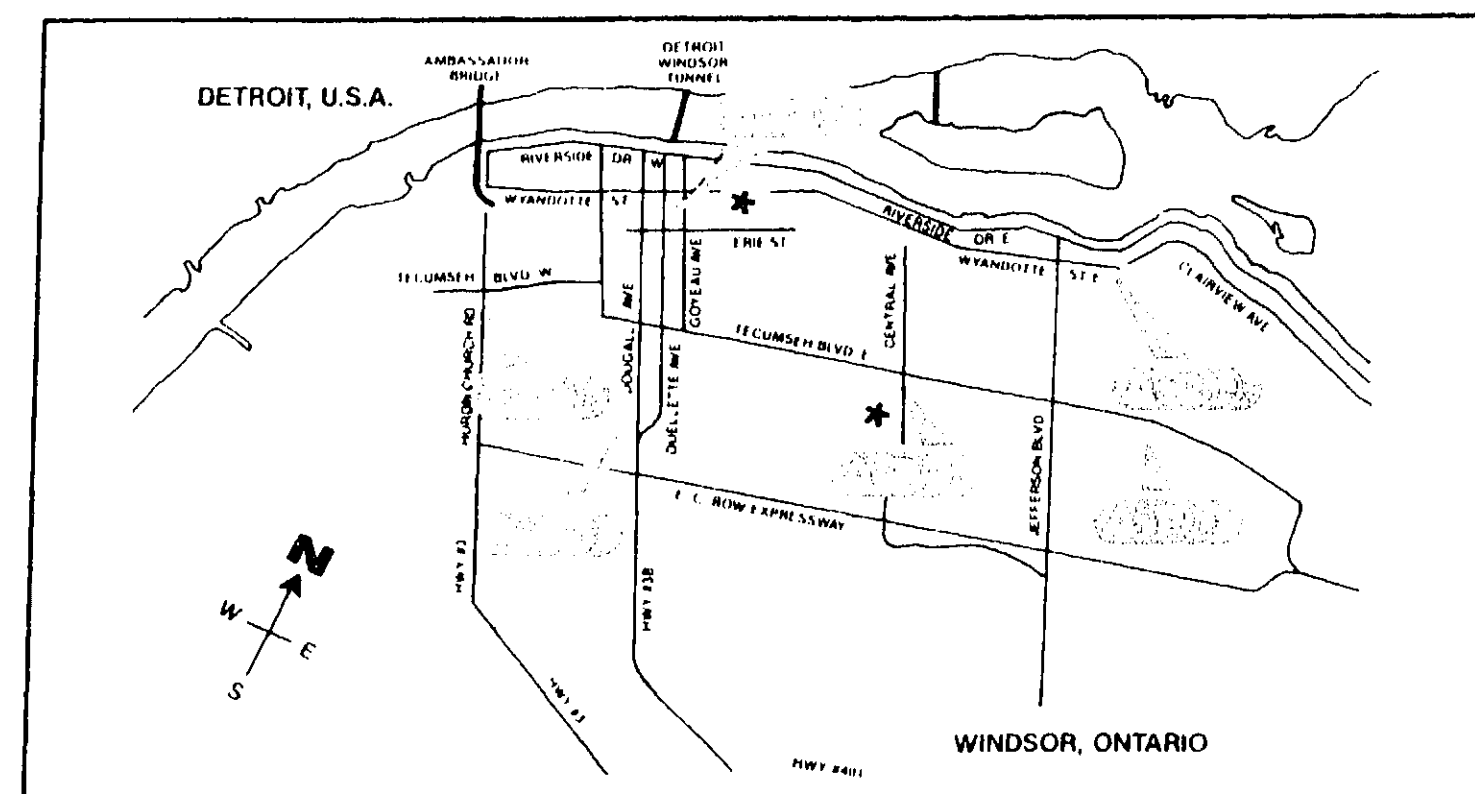 DETROIT, U.S.A.
AMBASSADOR
BRIDGE
DETROIT
WINDSOR
TUNNEL
RIVERSIDE DR W
WYANDOTTE ST
ERIE ST
RIVERSIDE
DR E
WYANDOTTE ST E
CLAIRVIEW AVE
TECUMSEH BLVD W
HURON CHURCH RD
DOUGALL AVE
OUELLETTE AVE
GOYEAU AVE
TECUMSEH BLVD E
CENTRAL AVE
JEFFERSON BLVD
E. C. ROW EXPRESSWAY
HWY #3
HWY #3B
HWY #3
HWY #401
N
W
E
S
WINDSOR, ONTARIO